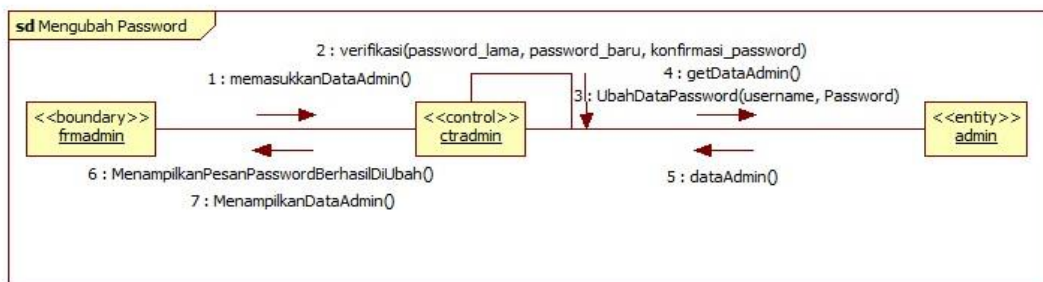 sd Mengubah Password
2 : verifikasi(password_lama, password_baru, konfirmasi_password)
1 : memasukkanDataAdmin()
4 : getDataAdmin()
3 : UbahDataPassword(username, Password)
<<boundary>>
frmadmin
<<control>>
ctradmin
<<entity>>
admin
6 : MenampilkanPesanPasswordBerhasilDiUbah()
5 : dataAdmin()
7 : MenampilkanDataAdmin()